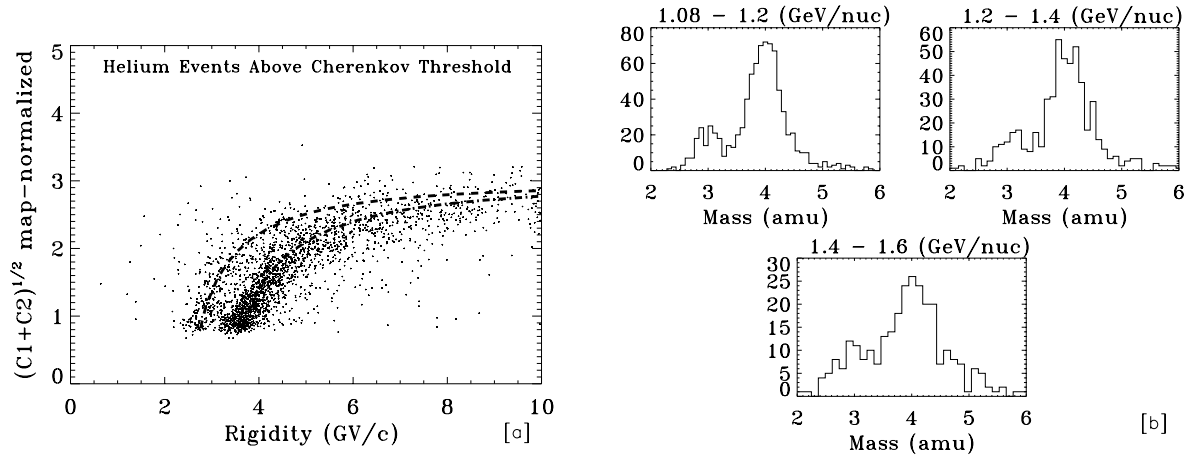 Helium Events Above Cherenkov Threshold
(C1+C2)^1/2 map-normalized
5
4
3
2
1
0
0 2 4 6 8 10
Rigidity (GV/c)
[a]
1.08 - 1.2 (GeV/nuc)
80
60
40
20
0
2 3 4 5 6
Mass (amu)
1.2 - 1.4 (GeV/nuc)
60
50
40
30
20
10
0
2 3 4 5 6
Mass (amu)
1.4 - 1.6 (GeV/nuc)
30
25
20
15
10
5
0
2 3 4 5 6
Mass (amu)
[b]